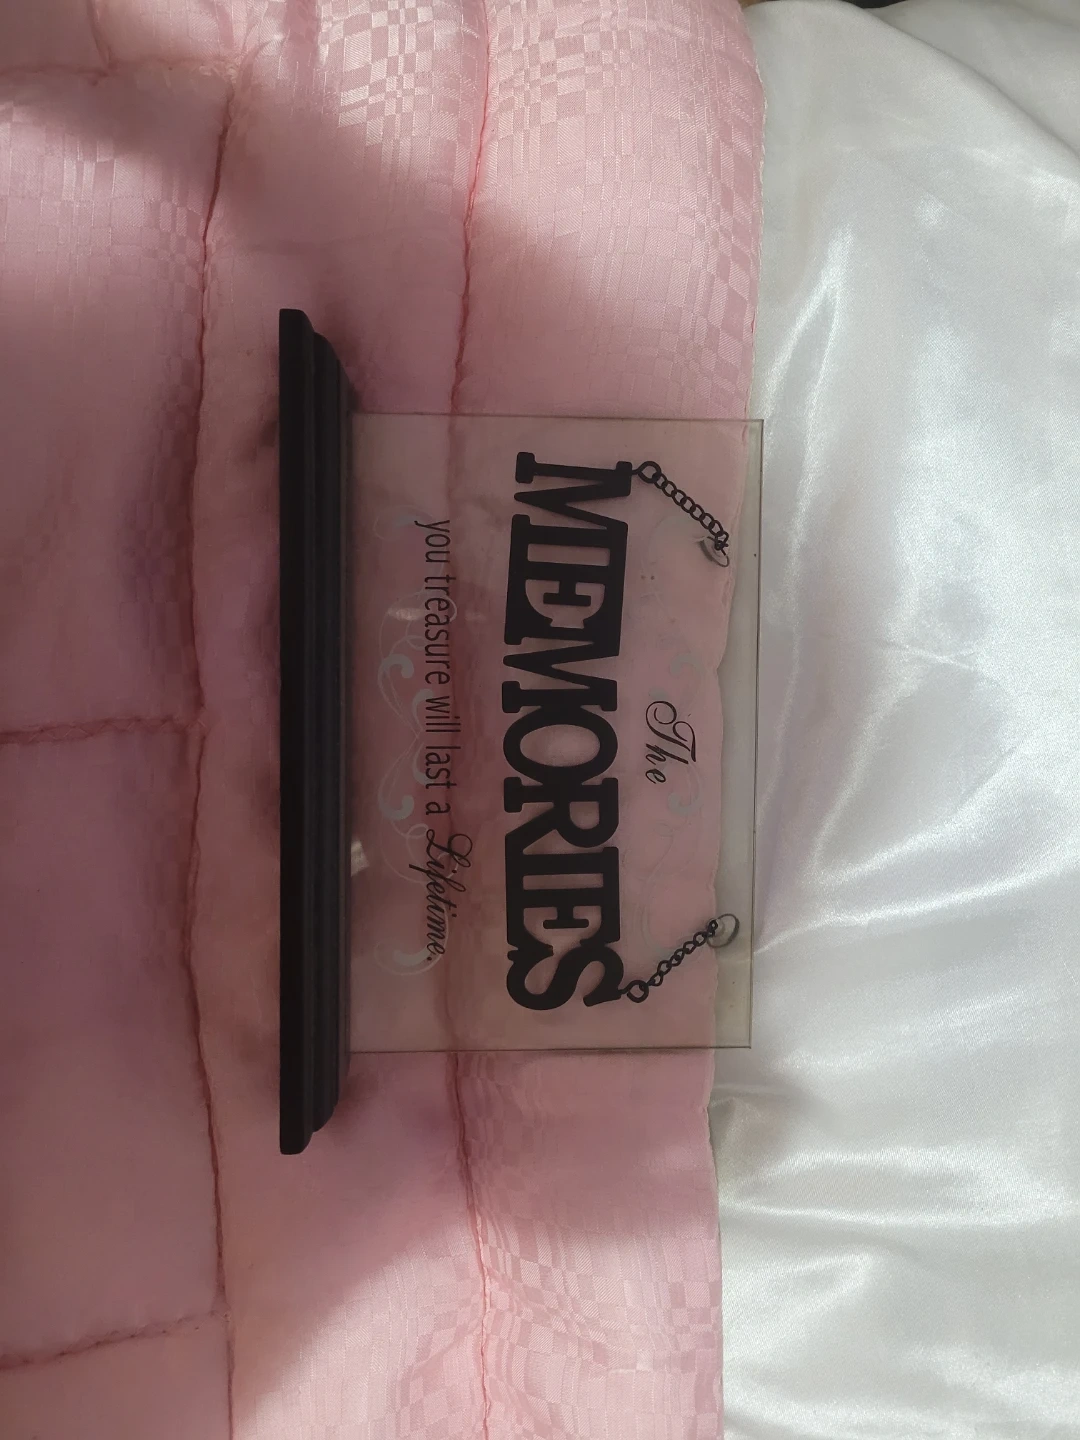 The
MEMORIES
you treasure will last a Lifetime.